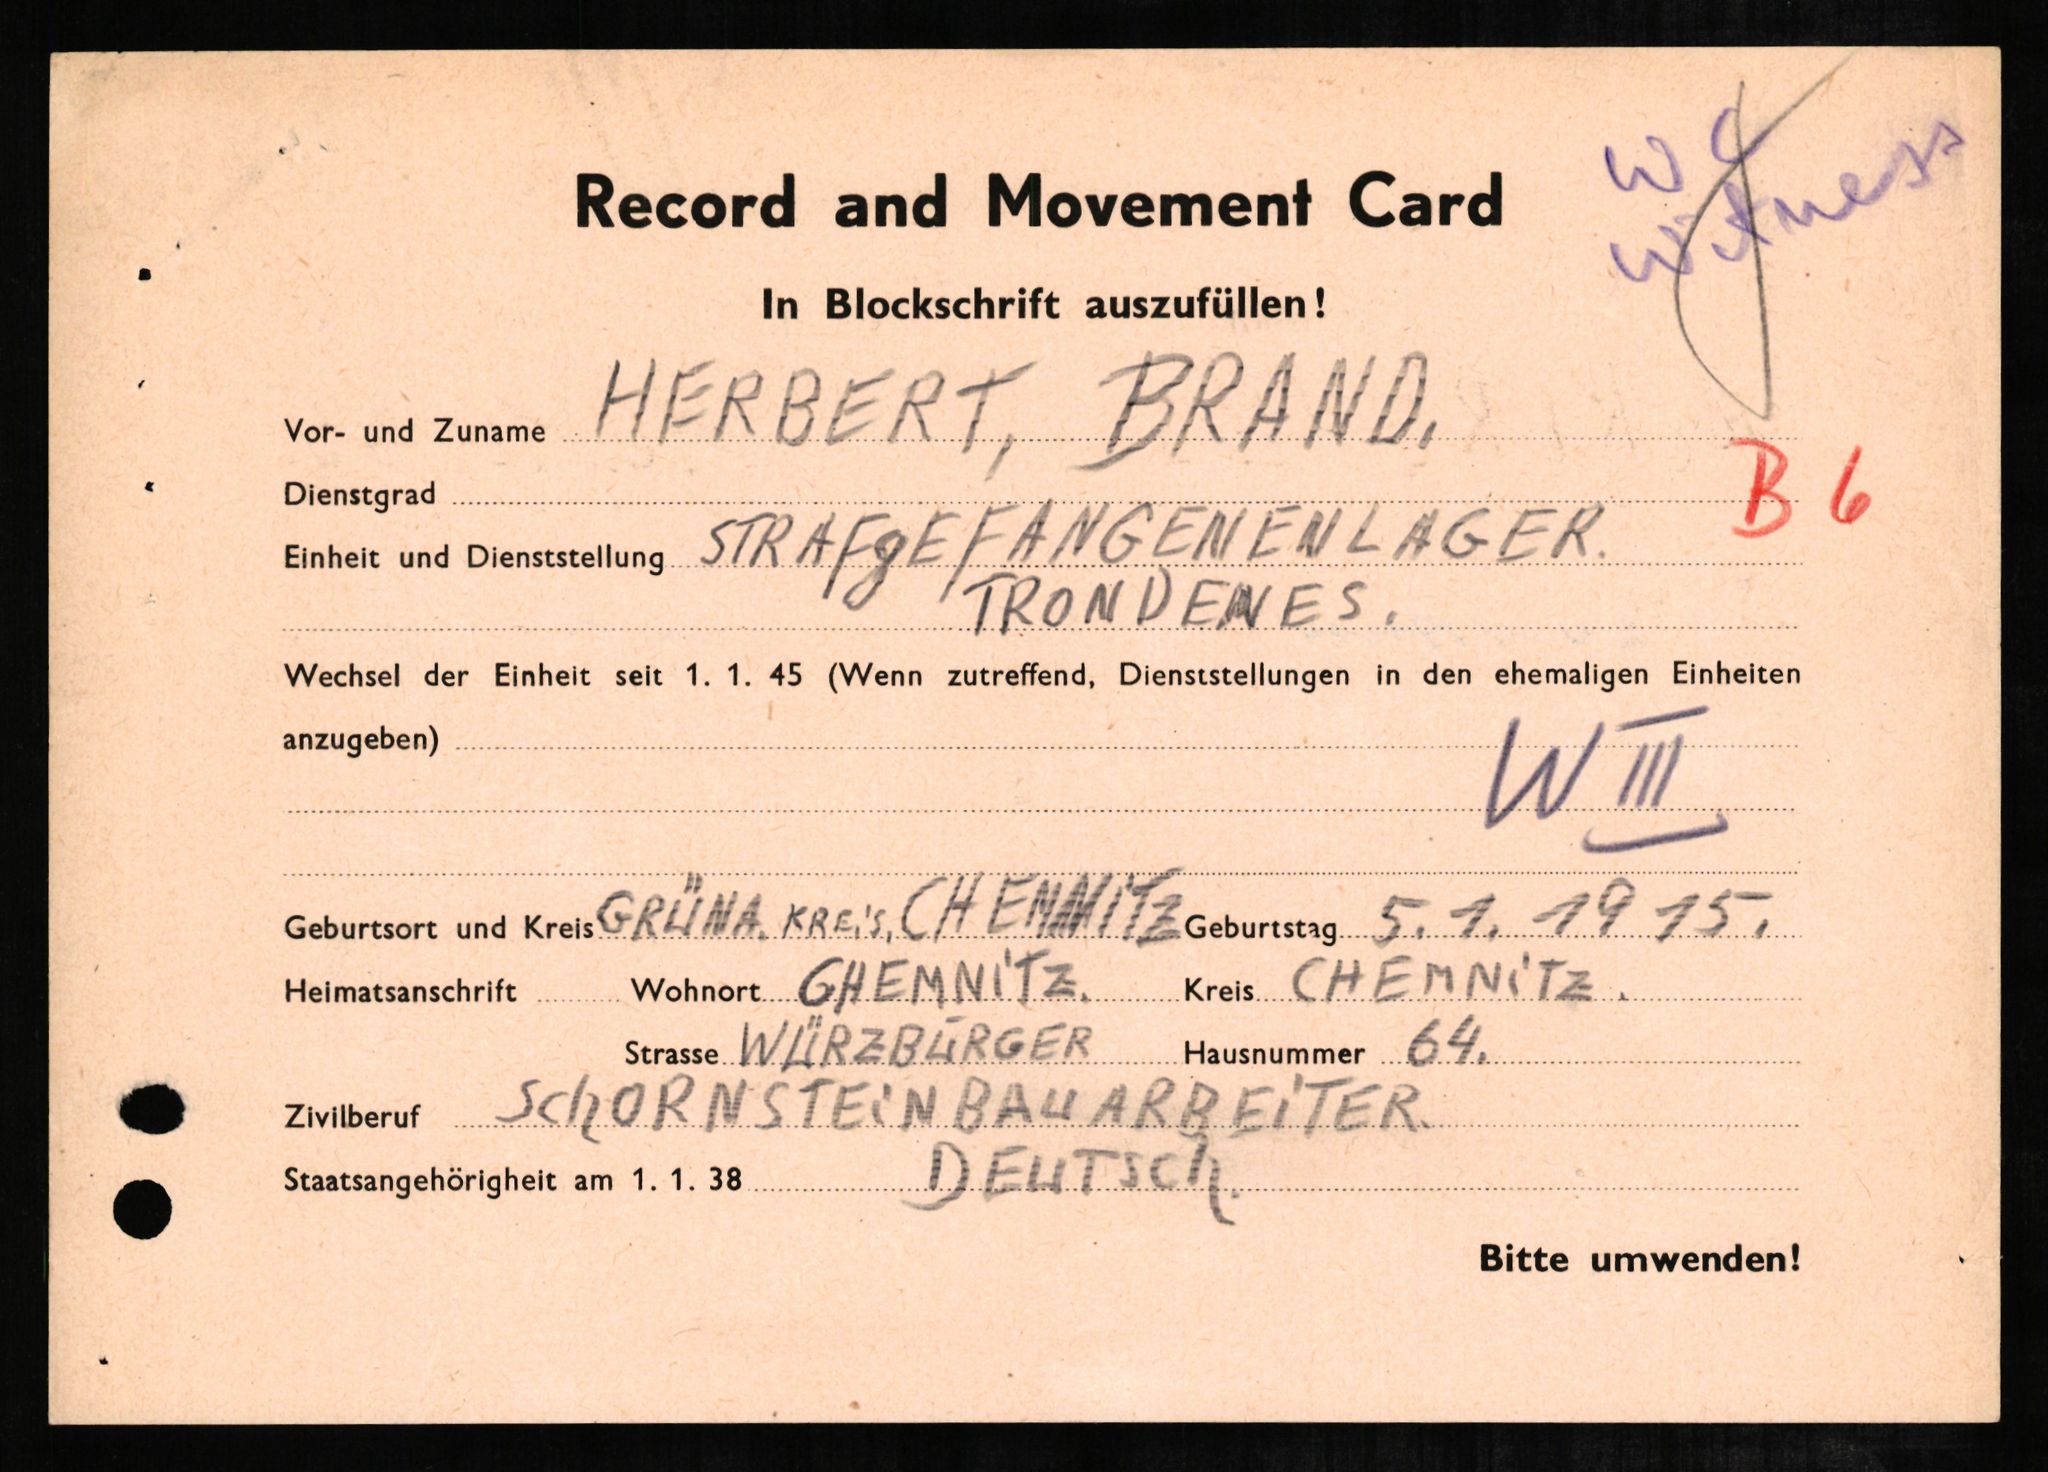 W C
Witness
Record and Movement Card
In Blockschrift auszufüllen!
Vor- und Zuname HERBERT, BRAND.
Dienstgrad
B 6
Einheit und Dienststellung STRAFgEFANGENENLAGER.
TRONDENES.
Wechsel der Einheit seit 1. 1. 45 (Wenn zutreffend, Dienststellungen in den ehemaligen Einheiten
anzugeben)
W III
Geburtsort und Kreis GRÜNA. KREiS, CHEMNITZ Geburtstag 5. 1. 1915.
Heimatsanschrift Wohnort CHEMNITZ. Kreis CHEMNITZ.
Strasse WÜRZBURGER Hausnummer 64.
Zivilberuf SchORNSTEiNBAUARBEiTER.
Staatsangehörigheit am 1. 1. 38 DEUTSch.
Bitte umwenden!